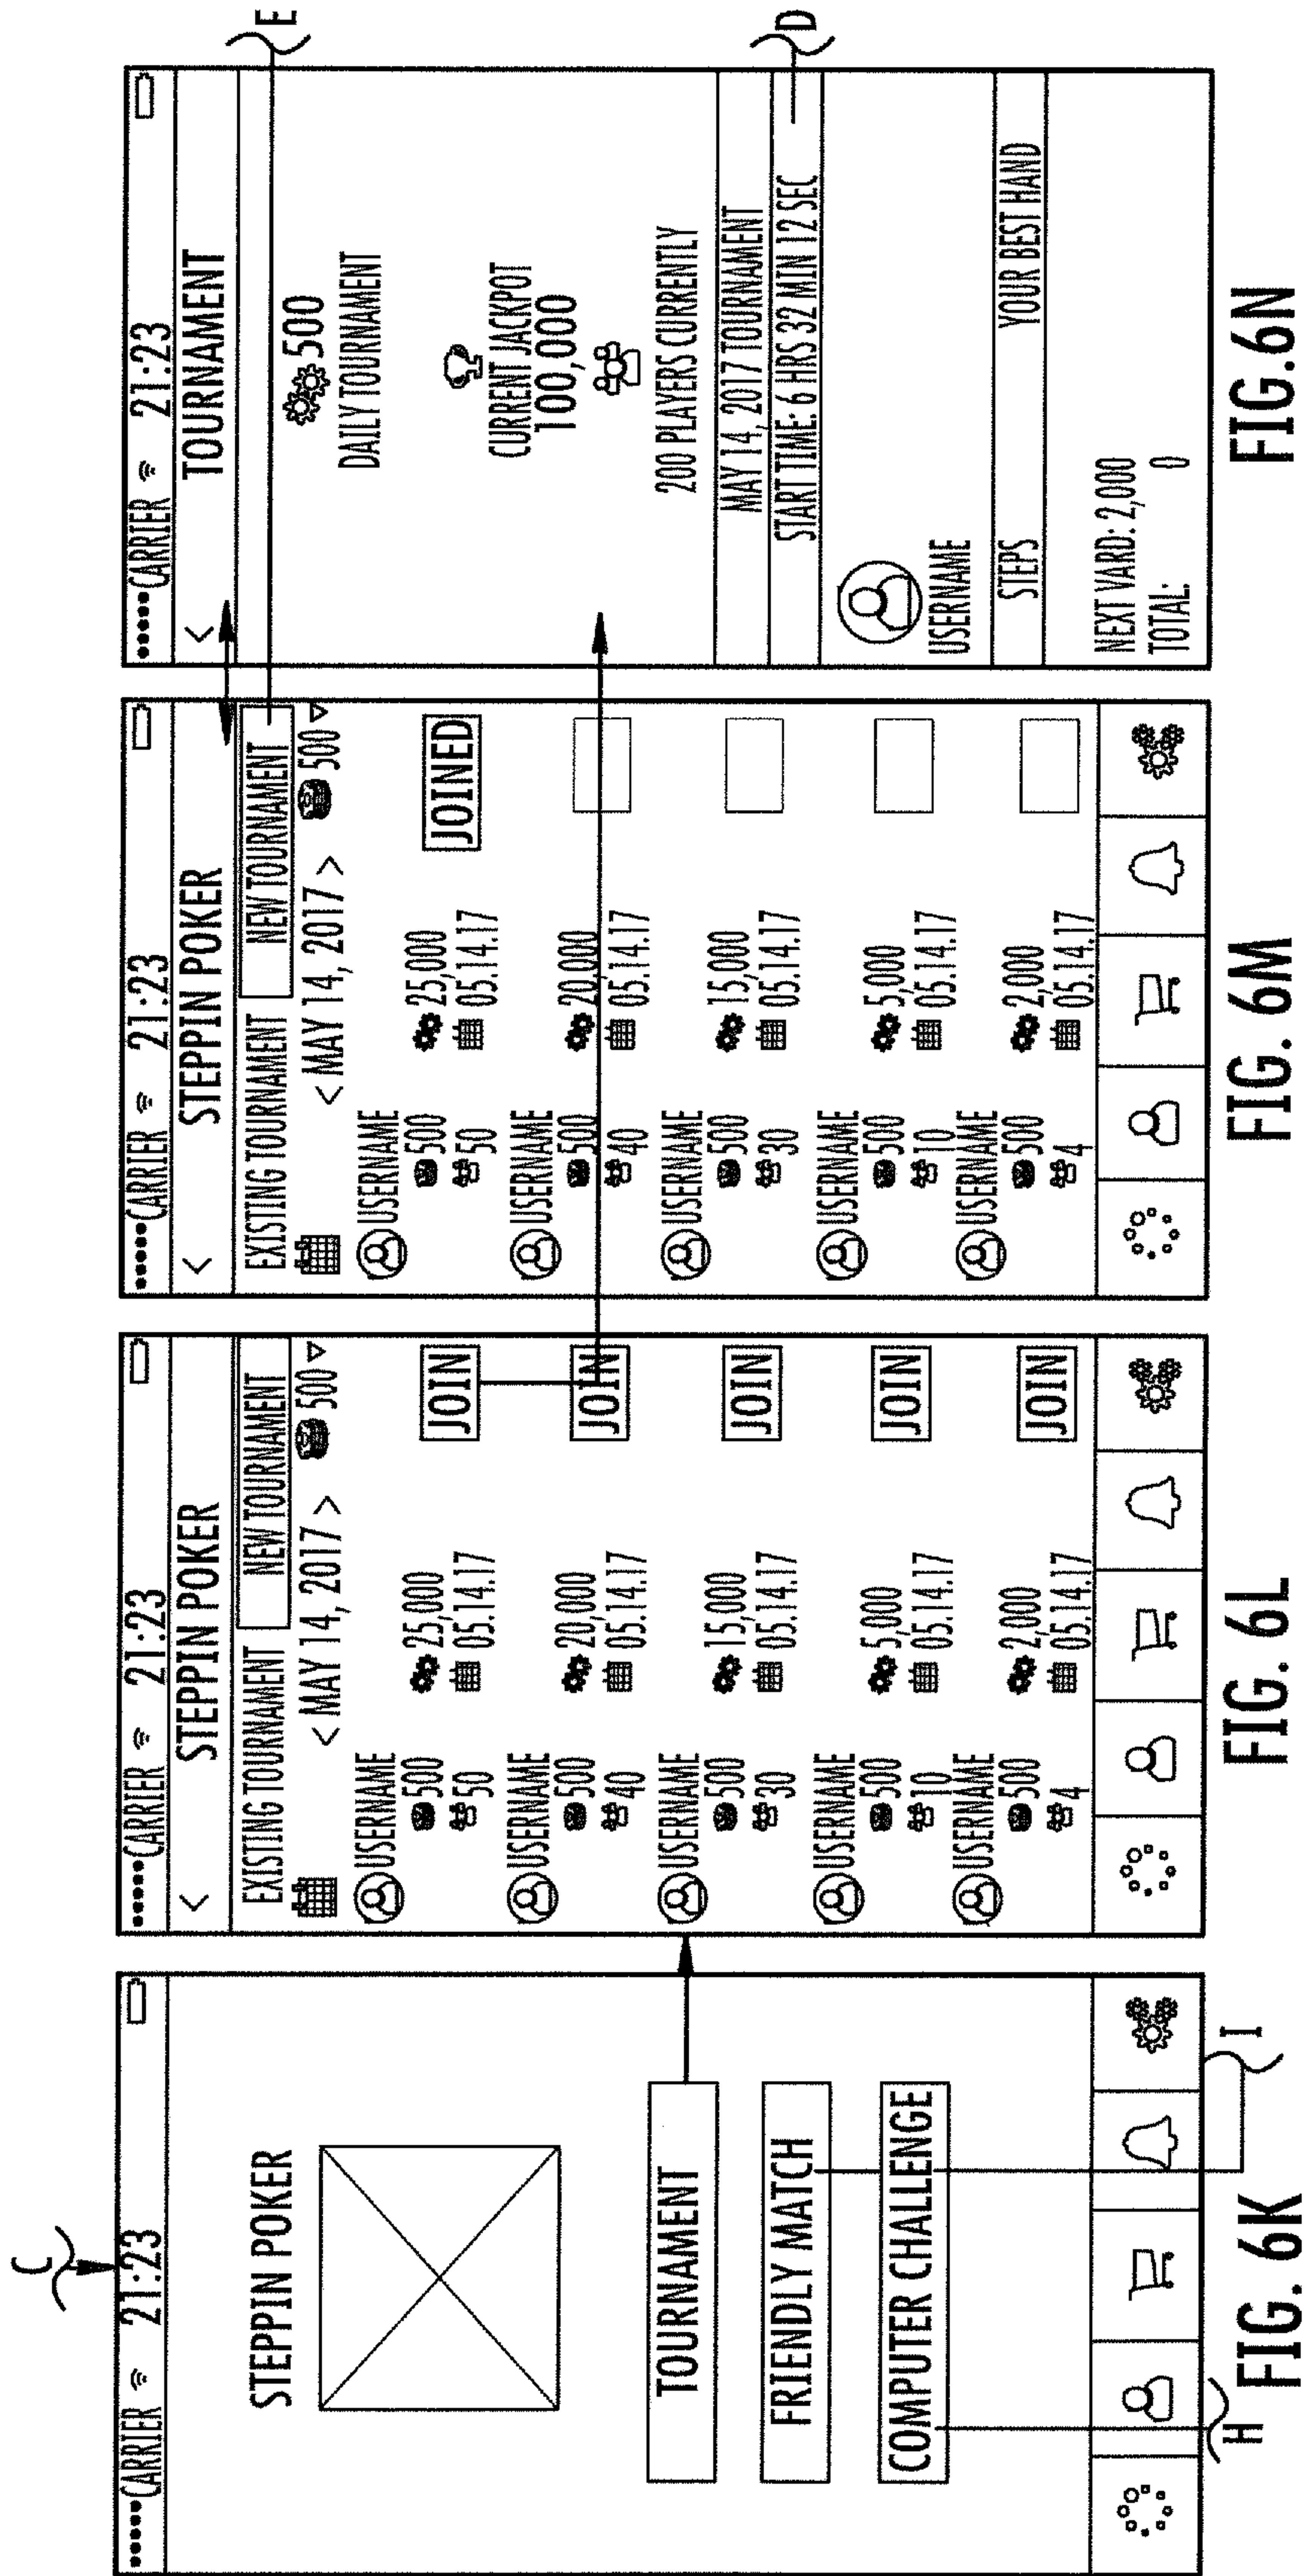 C
CARRIER 21:23
STEPPIN POKER
TOURNAMENT
FRIENDLY MATCH
COMPUTER CHALLENGE
H
I
FIG. 6K
CARRIER 21:23
< STEPPIN POKER
EXISTING TOURNAMENT NEW TOURNAMENT
< MAY 14, 2017 > 500
USERNAME
500 25,000 JOIN
50 05.14.17
USERNAME
500 20,000 JOIN
40 05.14.17
USERNAME
500 15,000 JOIN
30 05.14.17
USERNAME
500 5,000 JOIN
10 05.14.17
USERNAME
500 2,000 JOIN
4 05.14.17
FIG. 6L
CARRIER 21:23
< STEPPIN POKER
EXISTING TOURNAMENT NEW TOURNAMENT
< MAY 14, 2017 > 500
USERNAME
500 25,000 JOINED
50 05.14.17
USERNAME
500 20,000
40 05.14.17
USERNAME
500 15,000
30 05.14.17
USERNAME
500 5,000
10 05.14.17
USERNAME
500 2,000
4 05.14.17
FIG. 6M
E
CARRIER 21:23
< TOURNAMENT
500
DAILY TOURNAMENT
CURRENT JACKPOT
100,000
200 PLAYERS CURRENTLY
MAY 14, 2017 TOURNAMENT
START TIME: 6 HRS 32 MIN 12 SEC
D
USERNAME
STEPS YOUR BEST HAND
NEXT VARD: 2,000
TOTAL: 0
FIG.6N